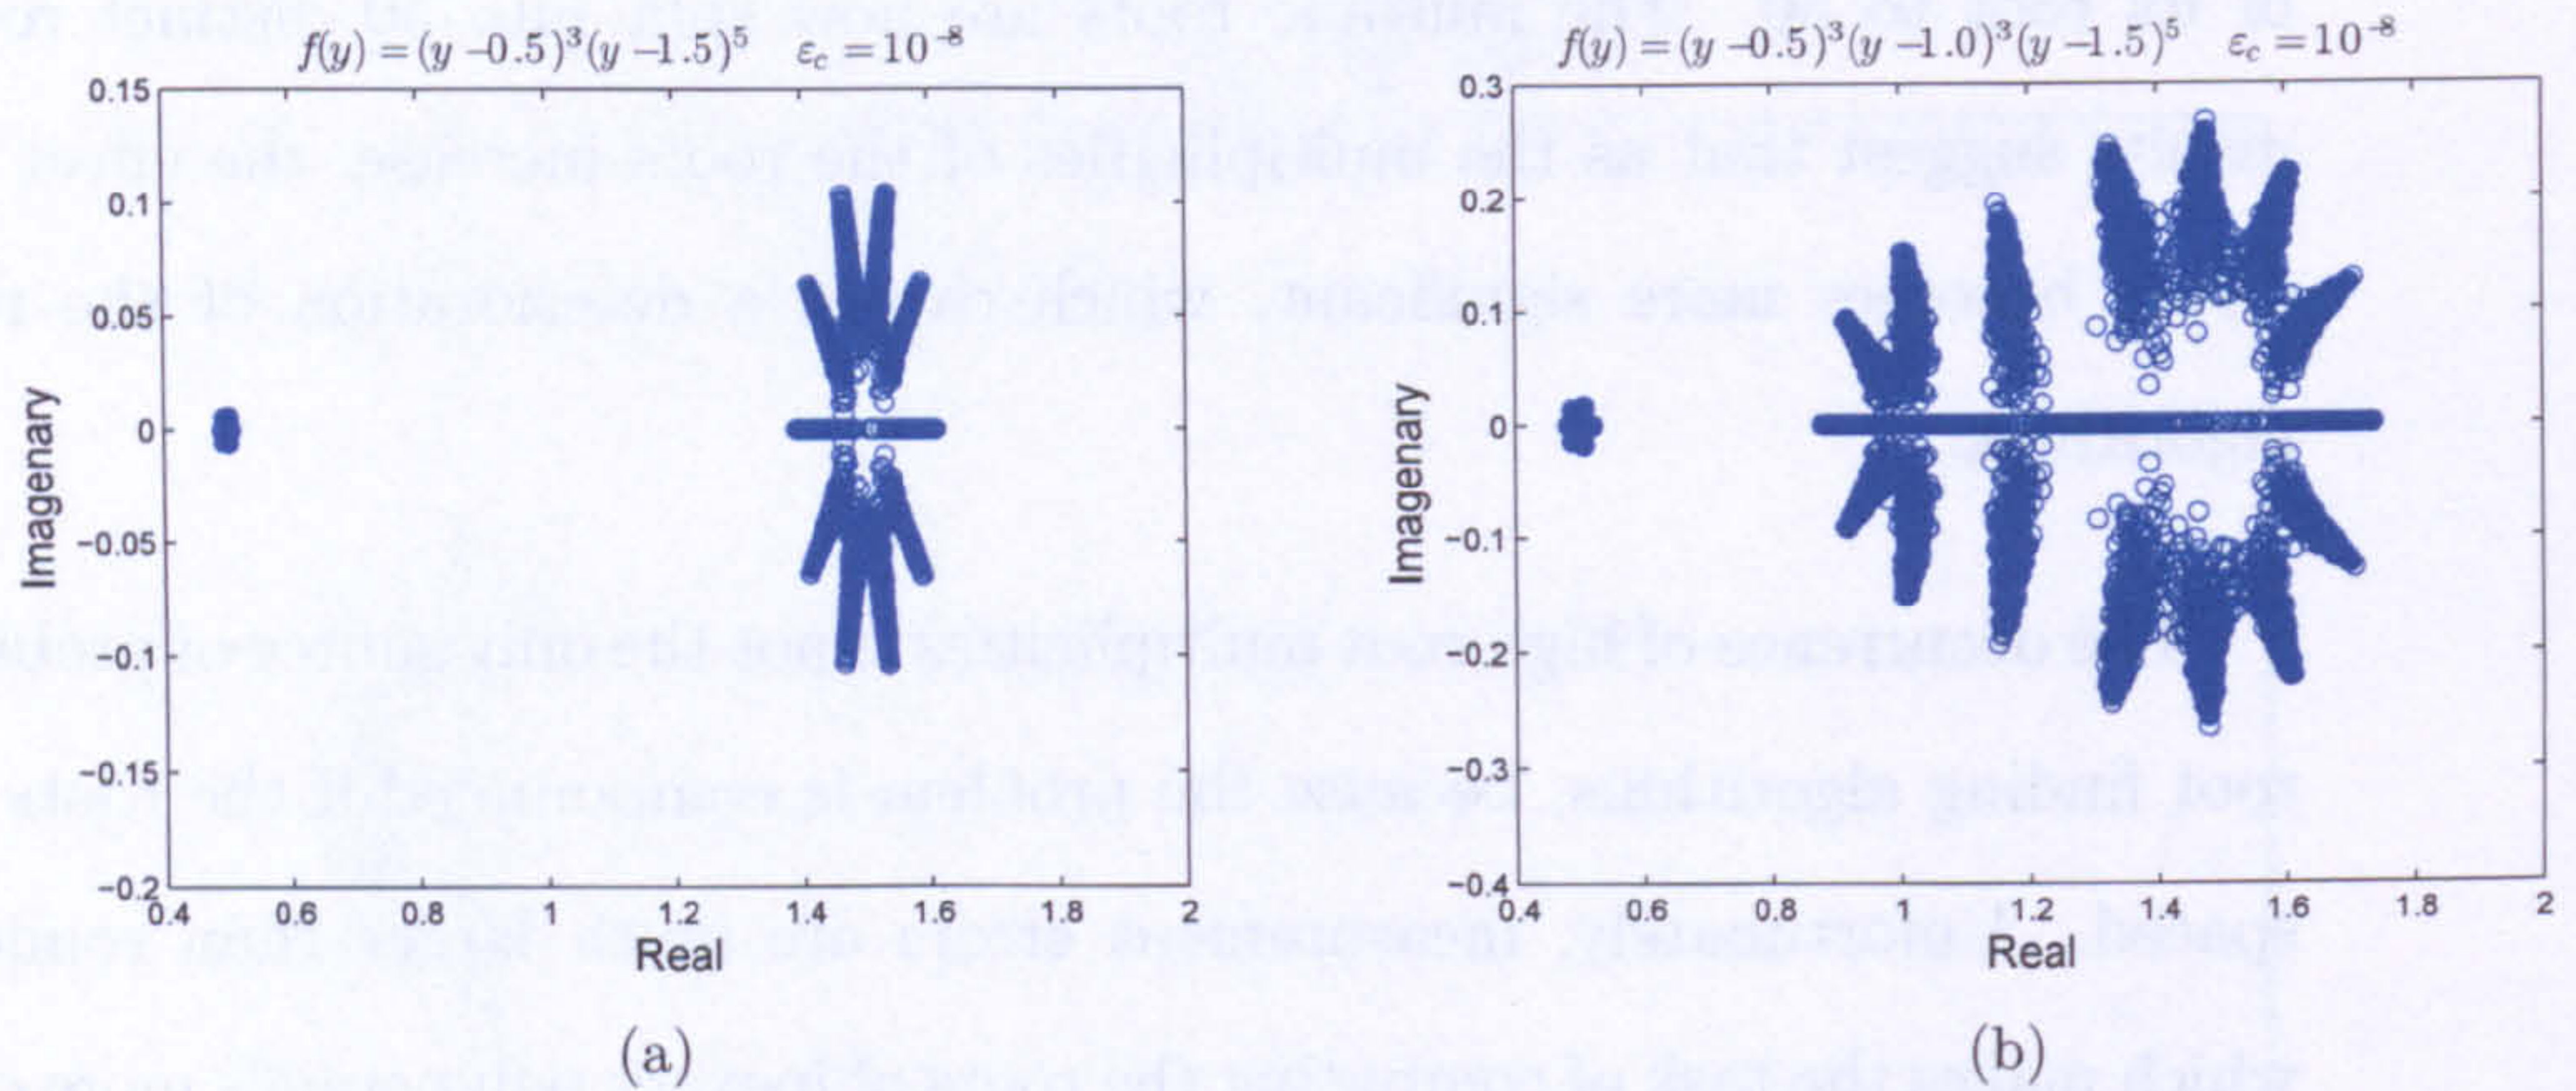 f(y) = (y −0.5)³(y −1.5)⁵ ε_c = 10⁻⁸
0.15
0.1
0.05
0
−0.05
−0.1
−0.15
−0.2
Imagenary
0.4 0.6 0.8 1 1.2 1.4 1.6 1.8 2
Real
(a)
f(y) = (y −0.5)³(y −1.0)³(y −1.5)⁵ ε_c = 10⁻⁸
0.3
0.2
0.1
0
−0.1
−0.2
−0.3
−0.4
Imagenary
0.4 0.6 0.8 1 1.2 1.4 1.6 1.8 2
Real
(b)